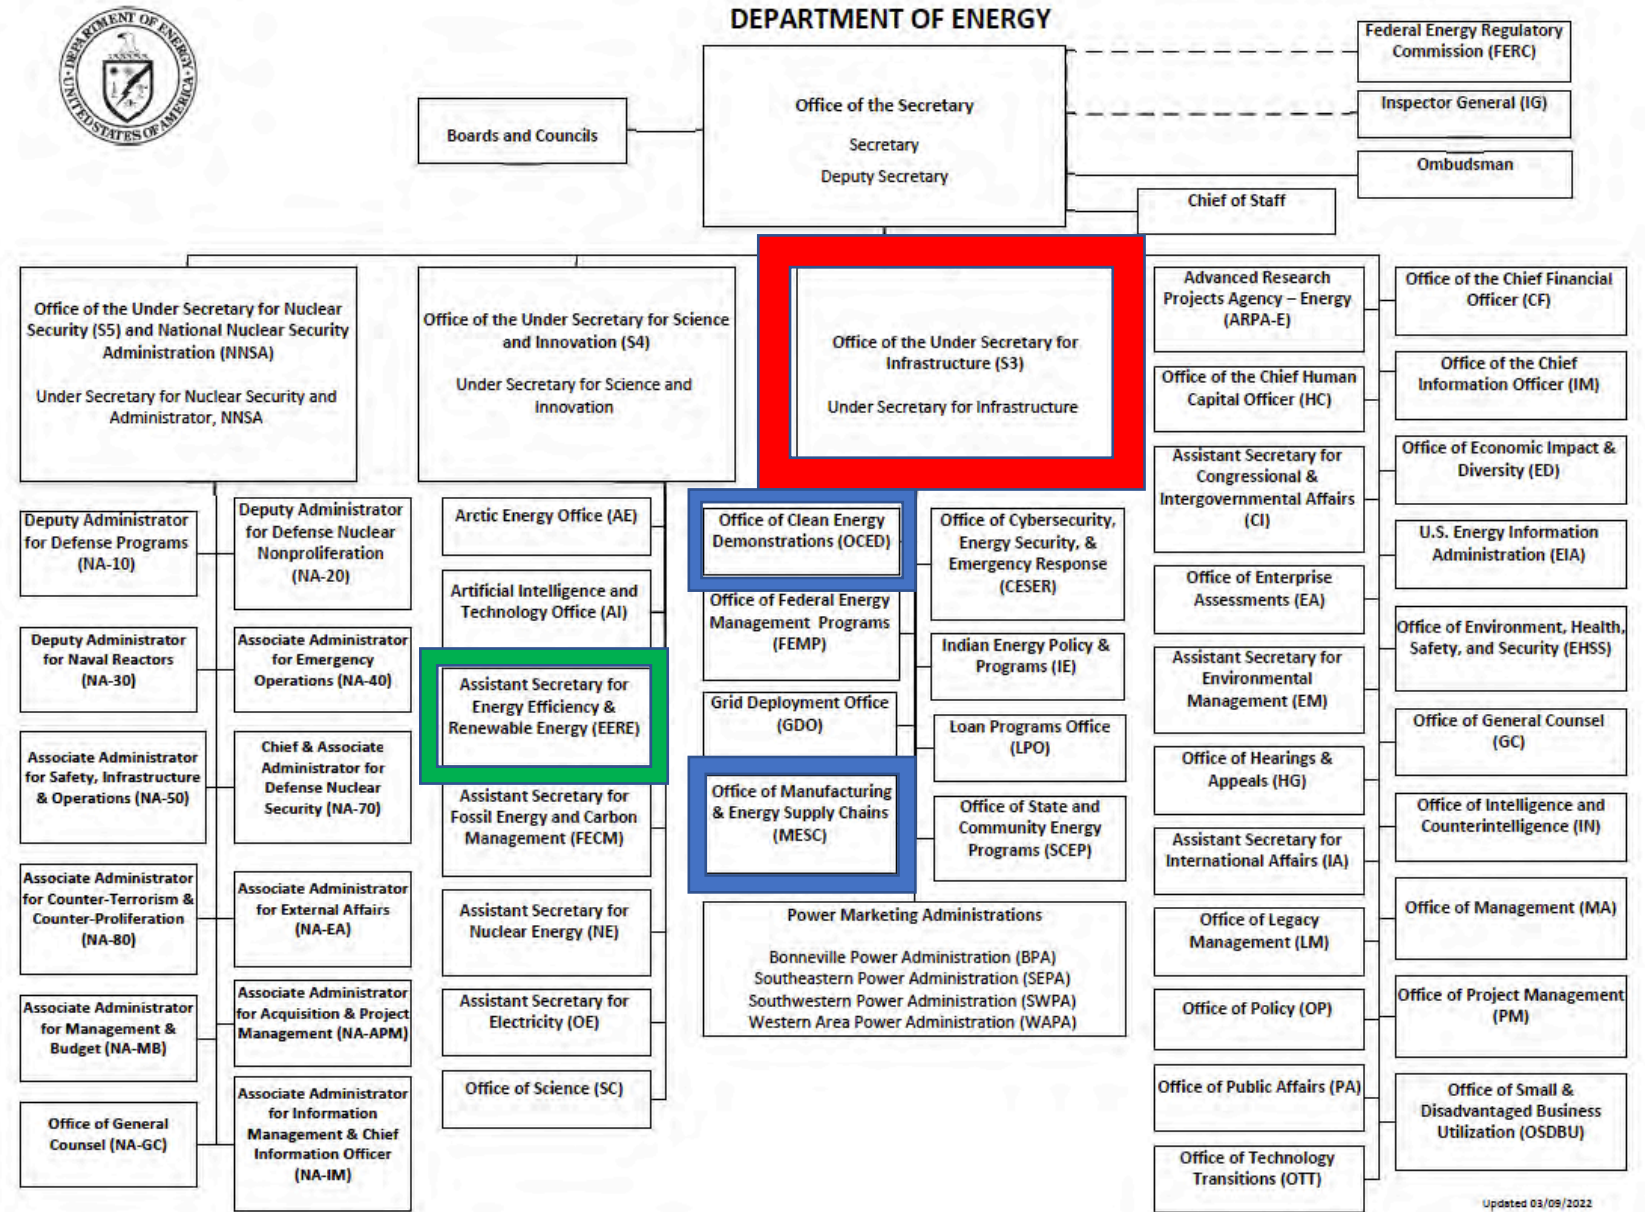 DEPARTMENT OF ENERGY
DEPARTMENT OF ENERGY
UNITED STATES OF AMERICA
Boards and Councils
Office of the Secretary
Secretary
Deputy Secretary
Federal Energy Regulatory
Commission (FERC)
Inspector General (IG)
Ombudsman
Chief of Staff
Office of the Under Secretary for Nuclear
Security (S5) and National Nuclear Security
Administration (NNSA)
Under Secretary for Nuclear Security and
Administrator, NNSA
Office of the Under Secretary for Science
and Innovation (S4)
Under Secretary for Science and
Innovation
Office of the Under Secretary for
Infrastructure (S3)
Under Secretary for Infrastructure
Deputy Administrator
for Defense Programs
(NA-10)
Deputy Administrator
for Defense Nuclear
Nonproliferation
(NA-20)
Deputy Administrator
for Naval Reactors
(NA-30)
Associate Administrator
for Emergency
Operations (NA-40)
Associate Administrator
for Safety, Infrastructure
& Operations (NA-50)
Chief & Associate
Administrator for
Defense Nuclear
Security (NA-70)
Associate Administrator
for Counter-Terrorism &
Counter-Proliferation
(NA-80)
Associate Administrator
for External Affairs
(NA-EA)
Associate Administrator
for Management &
Budget (NA-MB)
Associate Administrator
for Acquisition & Project
Management (NA-APM)
Office of General
Counsel (NA-GC)
Associate Administrator
for Information
Management & Chief
Information Officer
(NA-IM)
Arctic Energy Office (AE)
Artificial Intelligence and
Technology Office (AI)
Assistant Secretary for
Energy Efficiency &
Renewable Energy (EERE)
Assistant Secretary for
Fossil Energy and Carbon
Management (FECM)
Assistant Secretary for
Nuclear Energy (NE)
Assistant Secretary for
Electricity (OE)
Office of Science (SC)
Office of Clean Energy
Demonstrations (OCED)
Office of Cybersecurity,
Energy Security, &
Emergency Response
(CESER)
Office of Federal Energy
Management Programs
(FEMP)
Indian Energy Policy &
Programs (IE)
Grid Deployment Office
(GDO)
Loan Programs Office
(LPO)
Office of Manufacturing
& Energy Supply Chains
(MESC)
Office of State and
Community Energy
Programs (SCEP)
Power Marketing Administrations
Bonneville Power Administration (BPA)
Southeastern Power Administration (SEPA)
Southwestern Power Administration (SWPA)
Western Area Power Administration (WAPA)
Advanced Research
Projects Agency – Energy
(ARPA-E)
Office of the Chief Financial
Officer (CF)
Office of the Chief Human
Capital Officer (HC)
Office of the Chief
Information Officer (IM)
Assistant Secretary for
Congressional &
Intergovernmental Affairs
(CI)
Office of Economic Impact &
Diversity (ED)
U.S. Energy Information
Administration (EIA)
Office of Enterprise
Assessments (EA)
Office of Environment, Health,
Safety, and Security (EHSS)
Assistant Secretary for
Environmental
Management (EM)
Office of General Counsel
(GC)
Office of Hearings &
Appeals (HG)
Office of Intelligence and
Counterintelligence (IN)
Assistant Secretary for
International Affairs (IA)
Office of Management (MA)
Office of Legacy
Management (LM)
Office of Policy (OP)
Office of Project Management
(PM)
Office of Public Affairs (PA)
Office of Small &
Disadvantaged Business
Utilization (OSDBU)
Office of Technology
Transitions (OTT)
Updated 03/09/2022